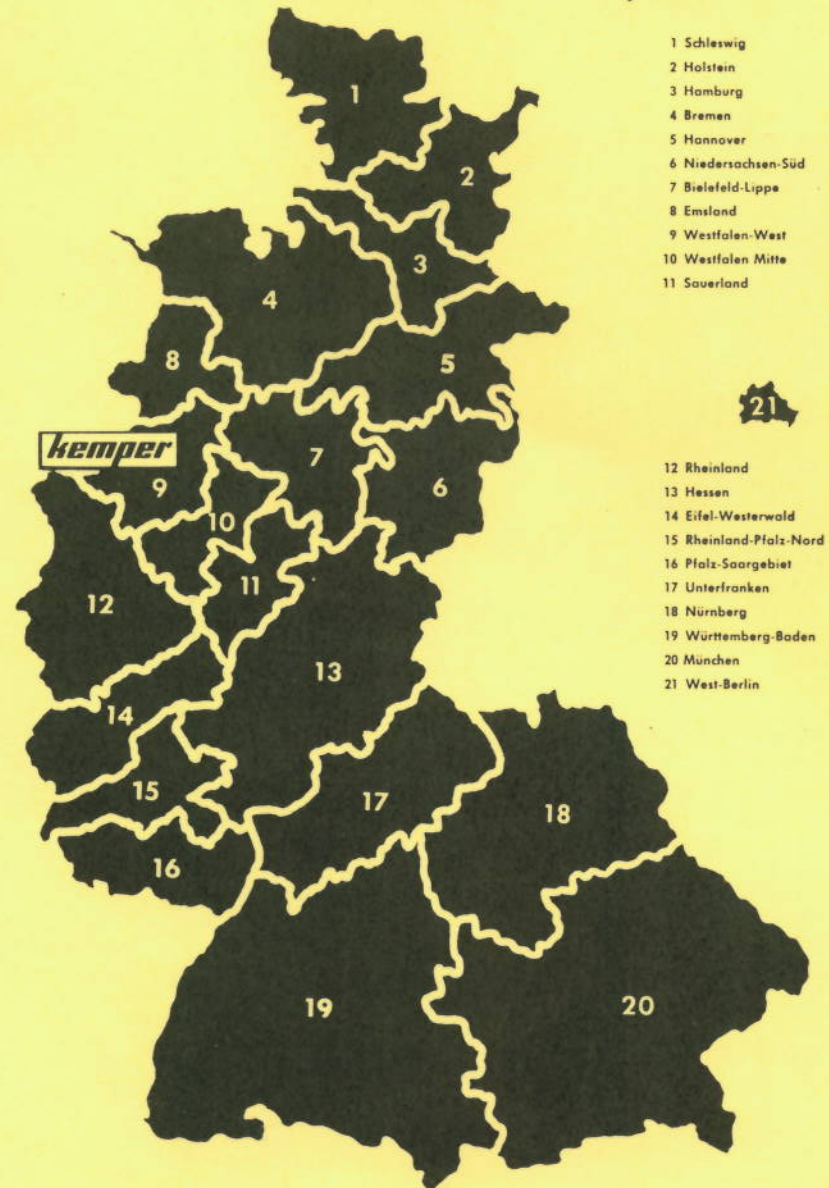 1 Schleswig
2 Holstein
3 Hamburg
4 Bremen
5 Hannover
6 Niedersachsen-Süd
7 Bielefeld-Lippe
8 Emsland
9 Westfalen-West
10 Westfalen Mitte
11 Sauerland
12 Rheinland
13 Hessen
14 Eifel-Westerwald
15 Rheinland-Pfalz-Nord
16 Pfalz-Saargebiet
17 Unterfranken
18 Nürnberg
19 Württemberg-Baden
20 München
21 West-Berlin
1
2
3
4
8
5
21
kemper
7
9
6
10
11
12
13
14
15
17
18
16
19
20